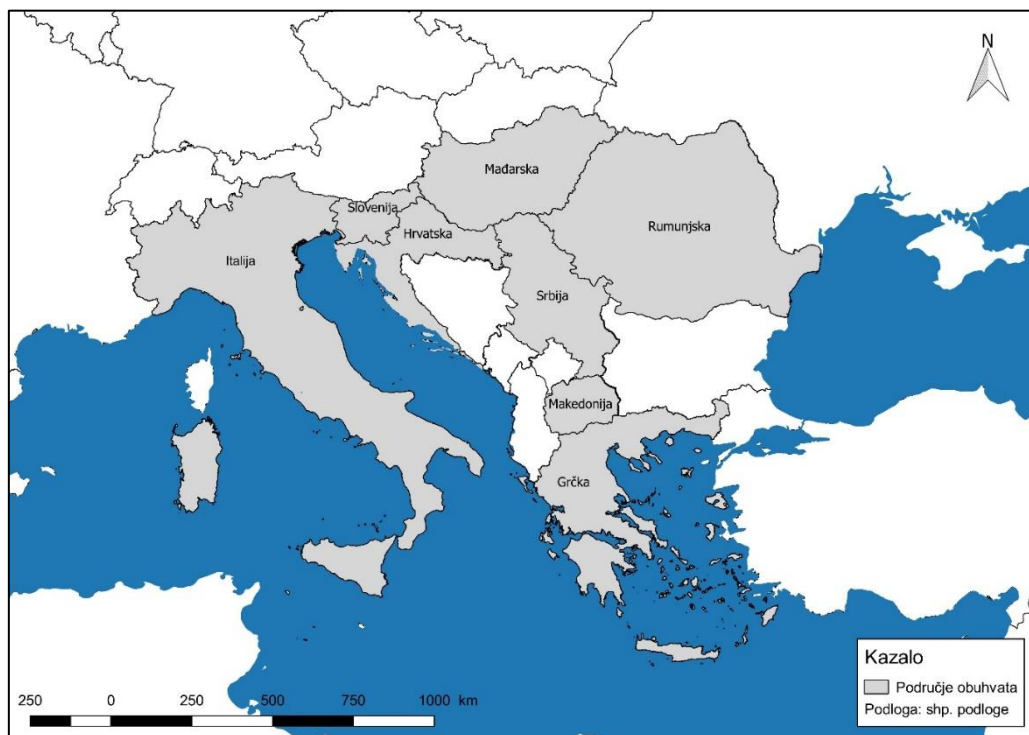 N
Mađarska
Slovenija
Hrvatska
Rumunjska
Italija
Srbija
Makedonija
Grčka
Kazalo
Područje obuhvata
Podloga: shp. podloge
250 0 250 500 750 1000 km